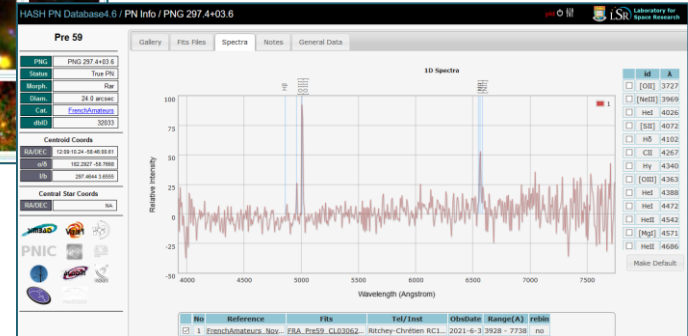 HASH PN Database4.6 / PN Info / PNG 297.4+03.6
LSR Laboratory for Space Research
Pre 59
PNG PNG 297.4+03.6
Status True PN
Morph. Rar
Diam. 24.0 arcsec
Cat. FrenchAmateurs
dbID 32033
Centroid Coords
RA/DEC 12:09:10.24 -58:46:00.61
α/δ 182.2927 -58.7668
l/b 297.4644 3.6555
Central Star Coords
RA/DEC NA
PNIC
Gallery Fits Files Spectra Notes General Data
1D Spectra
Relative Intensity
100
75
50
25
0
-25
-50
4000 4500 5000 5500 6000 6500 7000 7500
Wavelength (Angstrom)
1
Id λ
[OII] 3727
[NeIII] 3969
HeI 4026
[SII] 4072
Hδ 4102
CII 4267
Hγ 4340
[OIII] 4363
HeI 4388
HeI 4472
HeII 4542
[MgI] 4571
HeII 4686
Make Default
No Reference Fits Tel/Inst ObsDate Range(A) rebin
1 FrenchAmateurs_Nov... FRA_Pre59_CL03062... Ritchey-Chrétien RC1... 2021-6-3 3928 - 7738 no